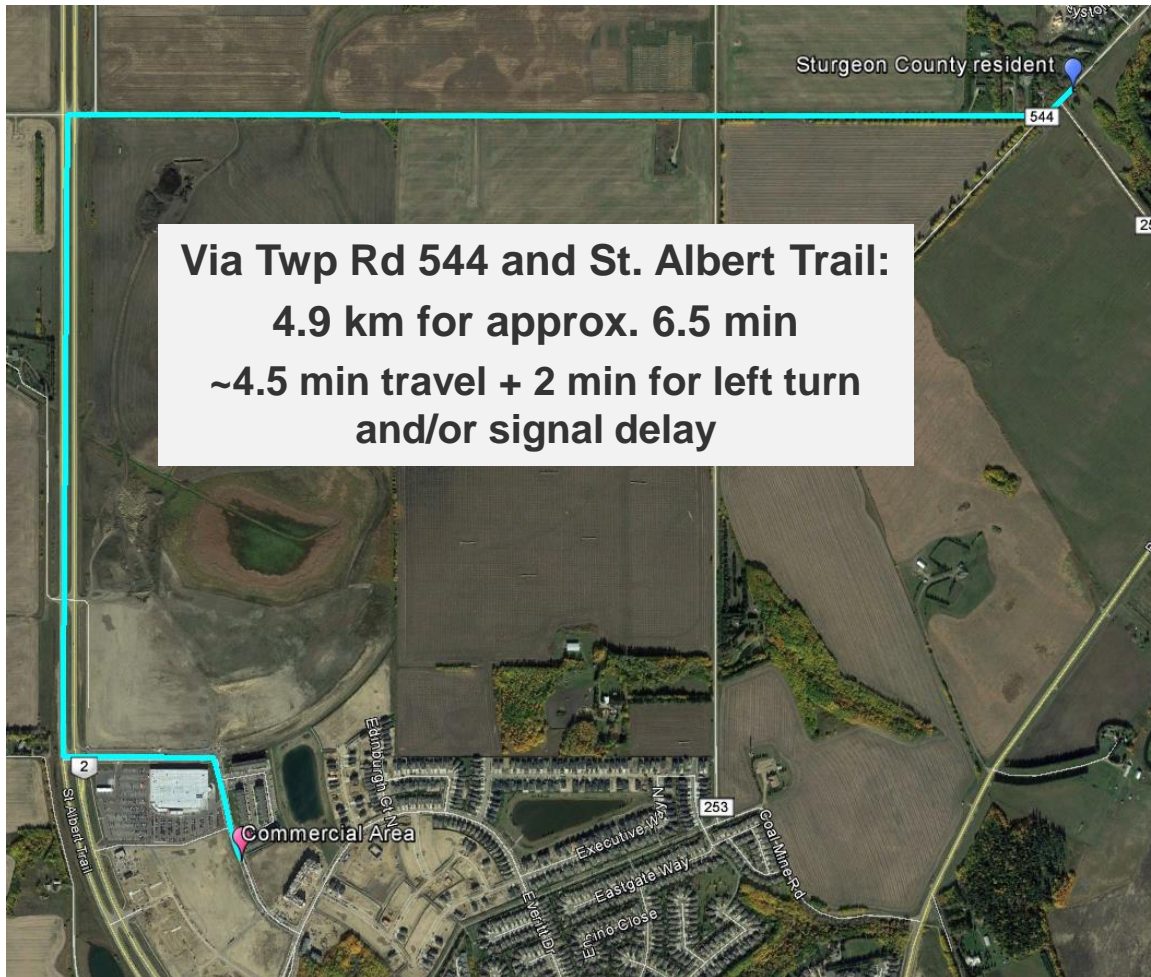 Sturgeon County resident
544
Via Twp Rd 544 and St. Albert Trail:
4.9 km for approx. 6.5 min
~4.5 min travel + 2 min for left turn
and/or signal delay
2
St Albert Trail
Commercial Area
Edinburgh Ct N
Everitt Dr
Executive Way N
Eastgate Way
Encino Close
253
Coal Mine Rd